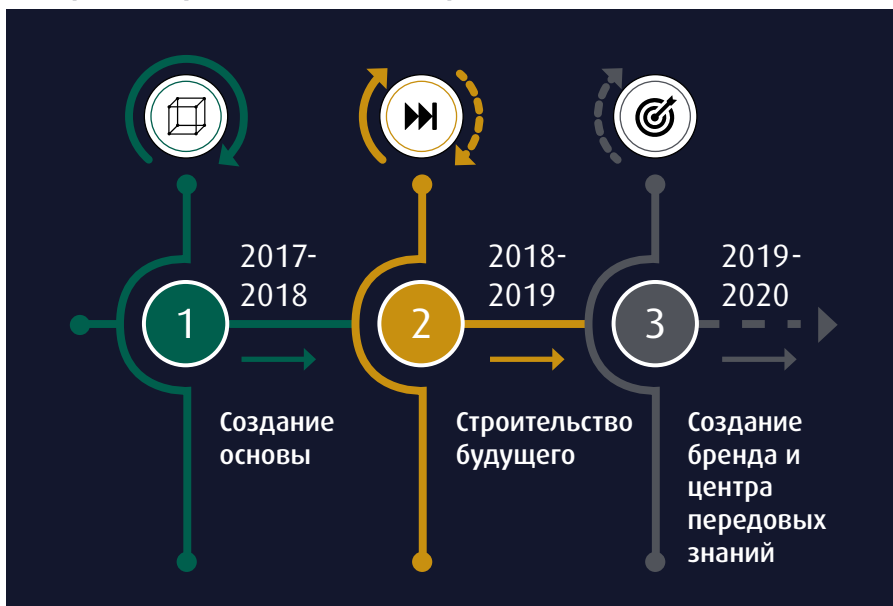 1
2017-
2018
Создание
основы
2
2018-
2019
Строительство
будущего
3
2019-
2020
Создание
бренда и
центра
передовых
знаний